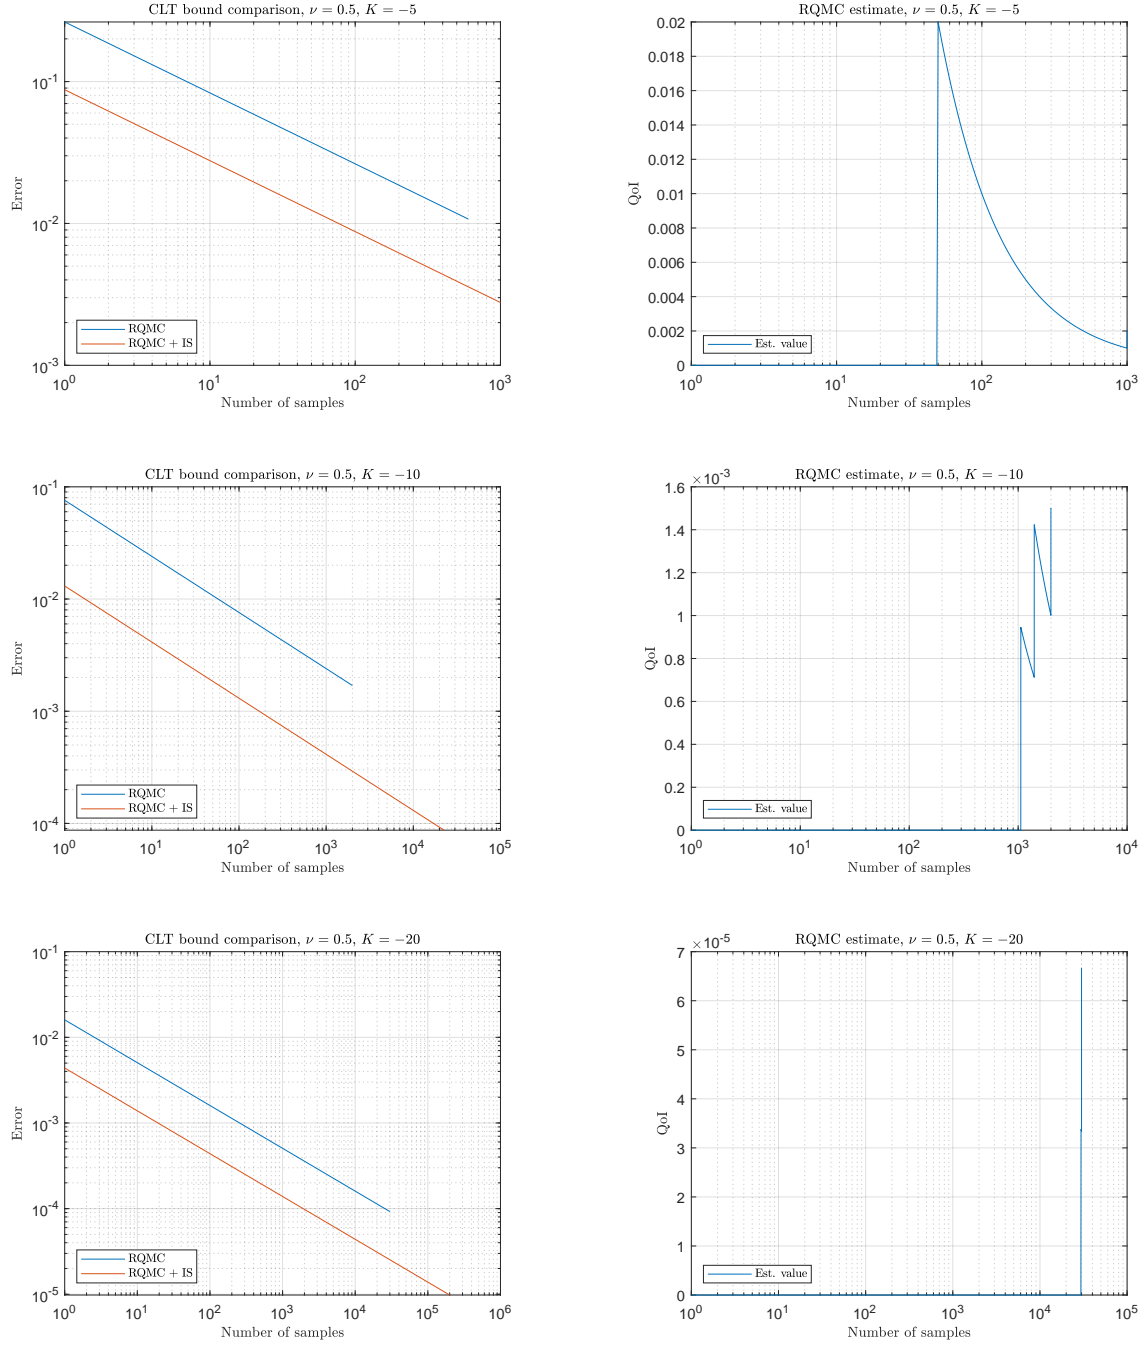 CLT bound comparison, ν = 0.5, K = −5
10^-1
10^-2
10^-3
Error
RQMC
RQMC + IS
10^0 10^1 10^2 10^3
Number of samples
RQMC estimate, ν = 0.5, K = −5
0.02
0.018
0.016
0.014
0.012
0.01
0.008
0.006
0.004
0.002
0
QoI
Est. value
10^0 10^1 10^2 10^3
Number of samples
CLT bound comparison, ν = 0.5, K = −10
10^-1
10^-2
10^-3
10^-4
Error
RQMC
RQMC + IS
10^0 10^1 10^2 10^3 10^4 10^5
Number of samples
RQMC estimate, ν = 0.5, K = −10
×10^-3
1.6
1.4
1.2
1
0.8
0.6
0.4
0.2
0
QoI
Est. value
10^0 10^1 10^2 10^3 10^4
Number of samples
CLT bound comparison, ν = 0.5, K = −20
10^-1
10^-2
10^-3
10^-4
10^-5
Error
RQMC
RQMC + IS
10^0 10^1 10^2 10^3 10^4 10^5 10^6
Number of samples
RQMC estimate, ν = 0.5, K = −20
×10^-5
7
6
5
4
3
2
1
0
QoI
Est. value
10^0 10^1 10^2 10^3 10^4 10^5
Number of samples